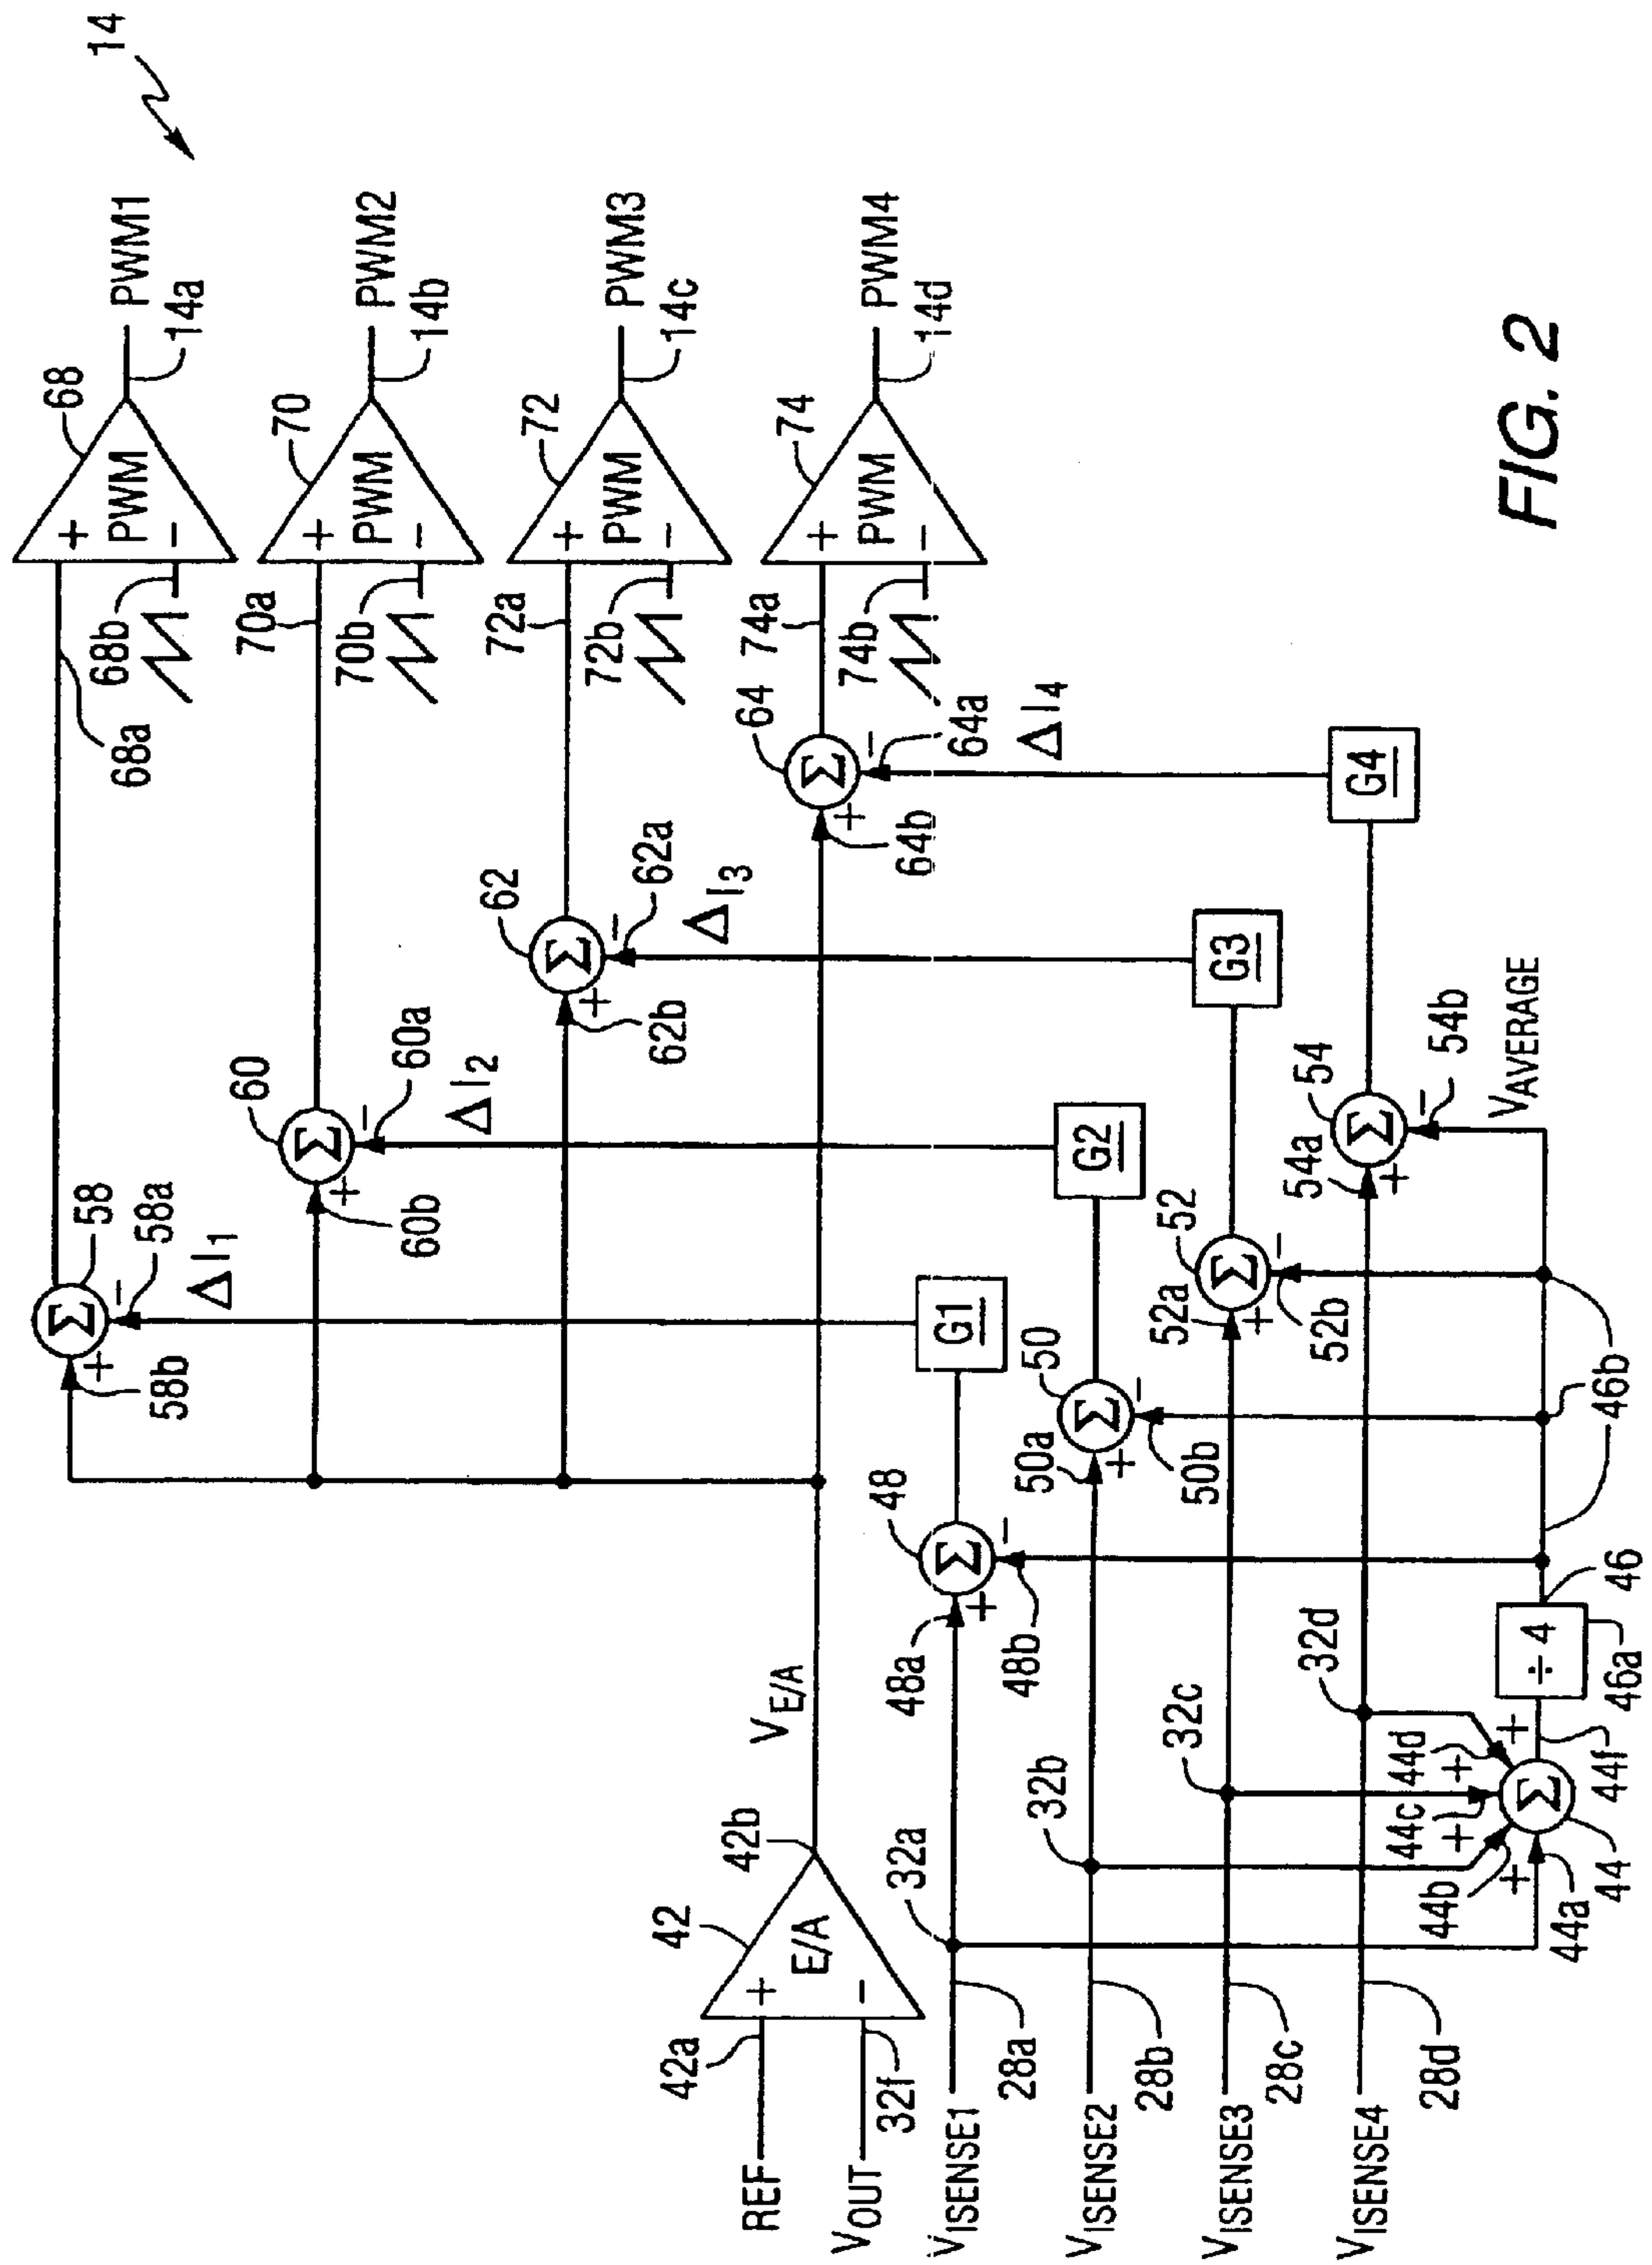 14
68
+
PWM
−
PWM1
14a
68a
68b
70
+
PWM
−
PWM2
14b
70a
70b
72
+
PWM
−
PWM3
14c
72a
72b
74
+
PWM
−
PWM4
14d
74a
74b
58
Σ
+
−
58b
58a
ΔI1
60
Σ
+
−
60b
60a
ΔI2
62
Σ
+
−
62b
62a
ΔI3
64
Σ
+
−
64b
64a
ΔI4
REF
42a
VOUT
32f
42
+
E/A
−
42b
VE/A
VISENSE1
28a
32a
48a
48
Σ
+
−
48b
G1
VISENSE2
28b
32b
50a
50
Σ
+
−
50b
G2
VISENSE3
28c
32c
52a
52
Σ
+
−
52b
G3
VISENSE4
28d
32d
54a
54
Σ
+
−
54b
G4
44a
+
44b
+
44c
+
44d
+
Σ
44
44f
÷ 4
46a
46
46b
VAVERAGE
FIG. 2